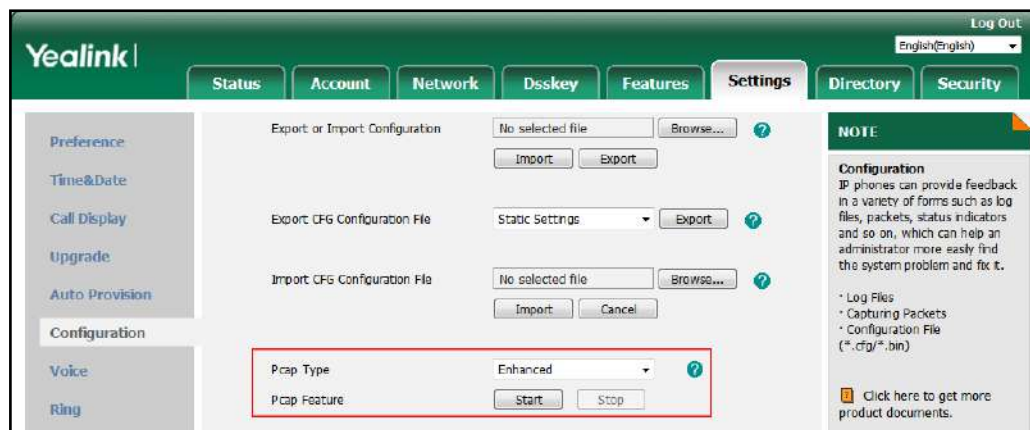 Log Out
Yealink
English(English)
Status Account Network Dsskey Features Settings Directory Security
Preference
Time&Date
Call Display
Upgrade
Auto Provision
Configuration
Voice
Ring
Export or Import Configuration No selected file Browse... ?
Import Export
Export CFG Configuration File Static Settings Export ?
Import CFG Configuration File No selected file Browse... ?
Import Cancel
Pcap Type Enhanced ?
Pcap Feature Start Stop
NOTE
Configuration
IP phones can provide feedback
in a variety of forms such as log
files, packets, status indicators
and so on, which can help an
administrator more easily find
the system problem and fix it.
· Log Files
· Capturing Packets
· Configuration File
(*.cfg/*.bin)
Click here to get more
product documents.